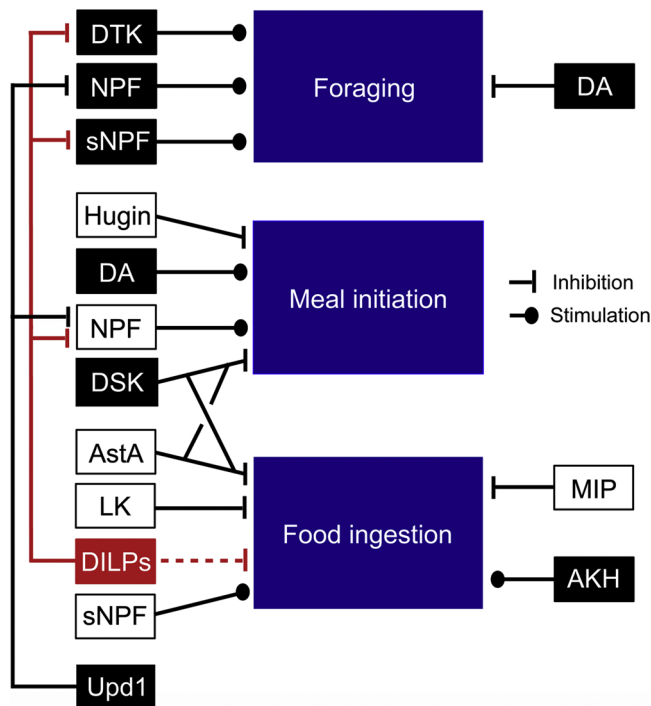 DTK
NPF
sNPF
Foraging
DA
Hugin
DA
NPF
DSK
Meal initiation
Inhibition
Stimulation
AstA
LK
DILPs
sNPF
Food ingestion
MIP
AKH
Upd1